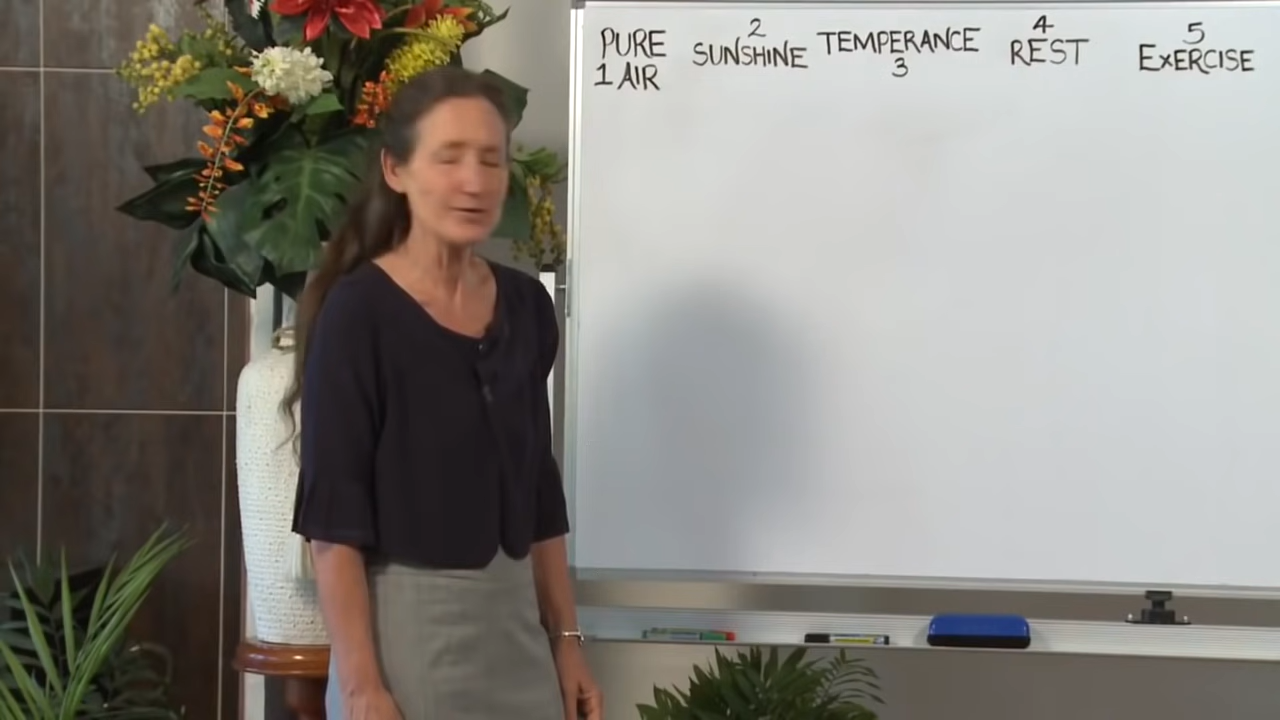 PURE
1 AIR
2
SUNSHINE
TEMPERANCE
3
4
REST
5
EXERCISE